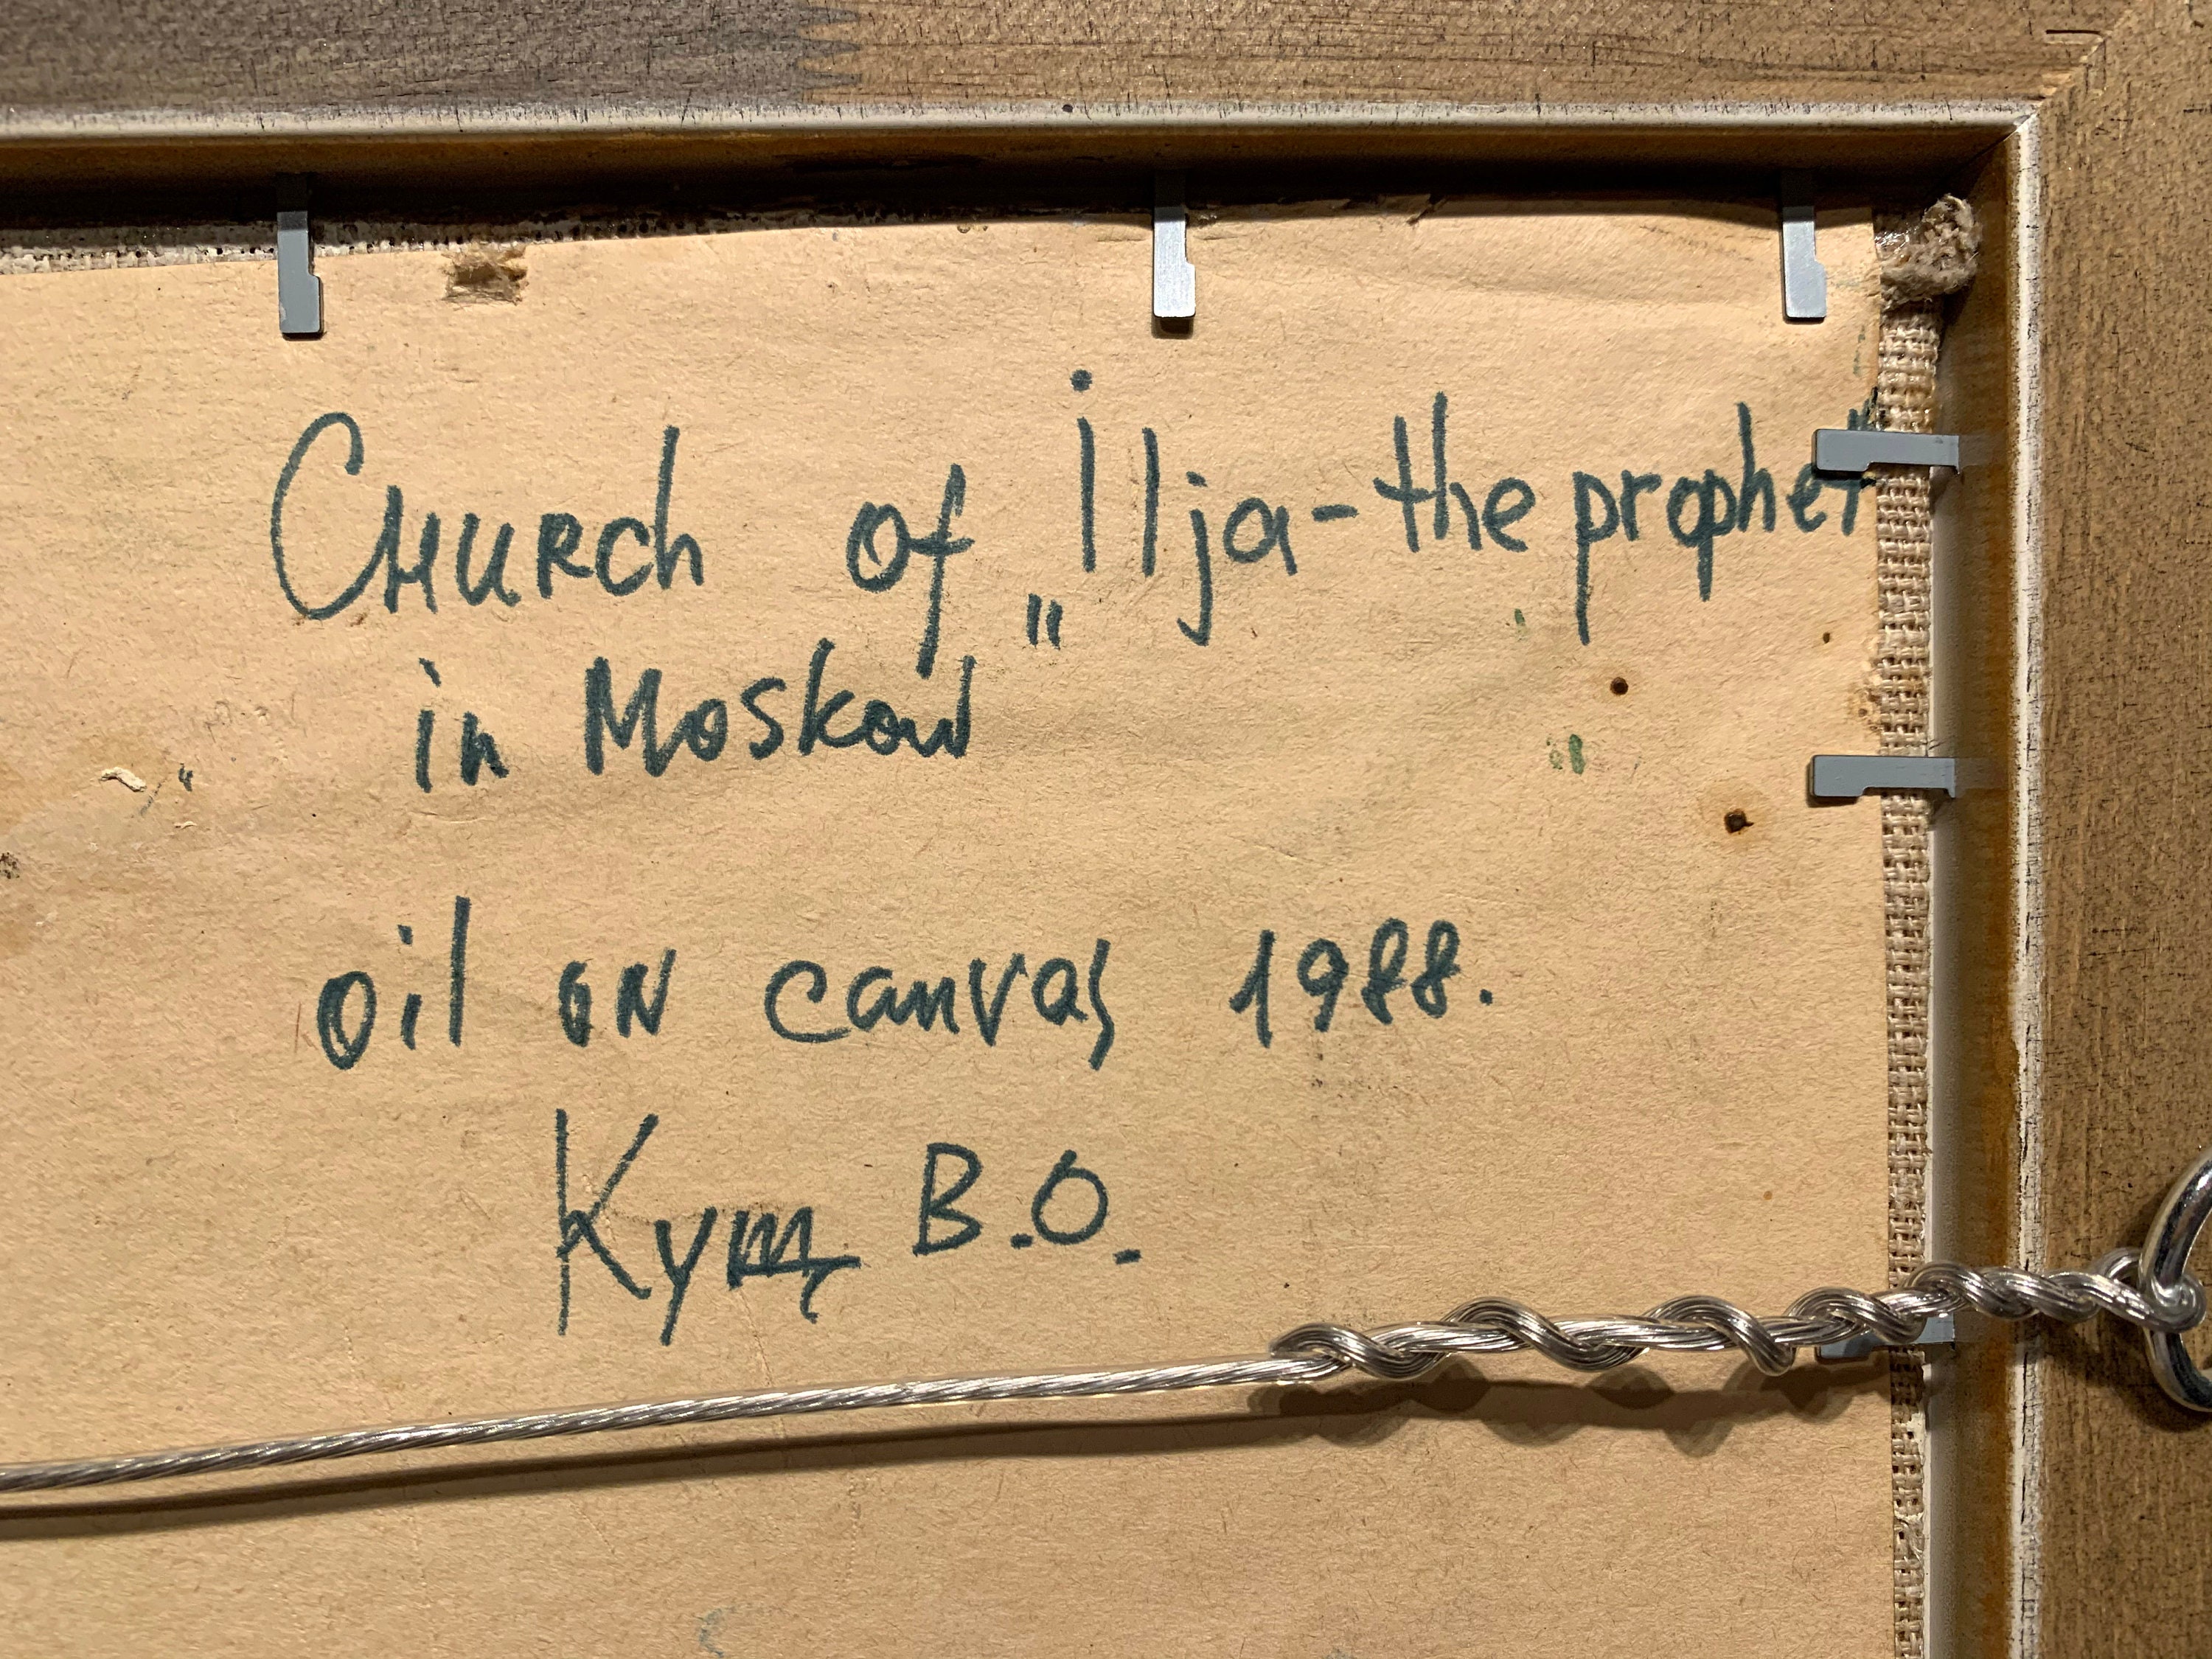 Church of „Ilja-the prophet"
in Moskow
oil on canvas 1988.
Кущ В.О.